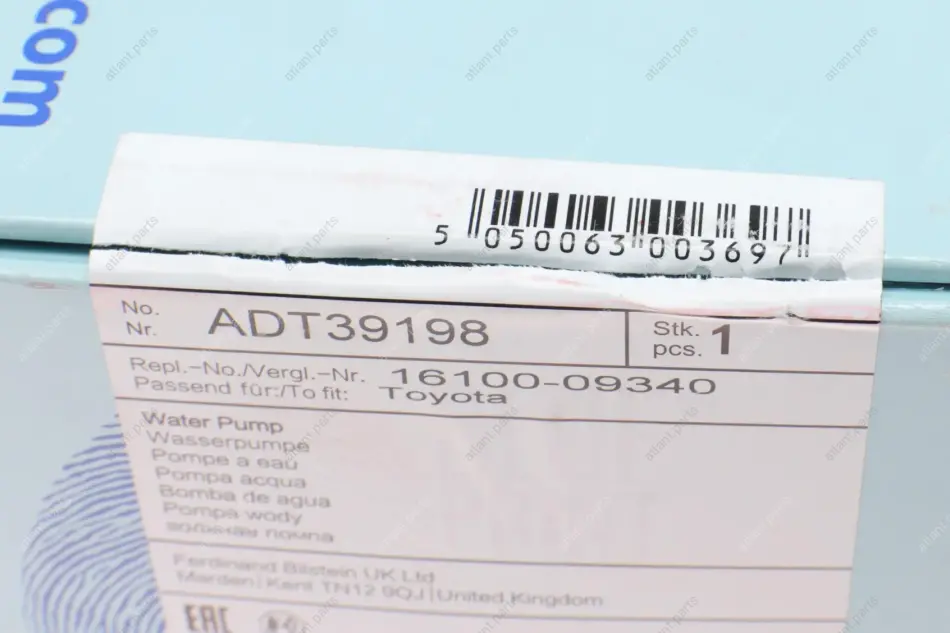 com
5 050063 003697
No.
Nr.
ADT39198
Stk.
pcs.
1
Repl.-No./Vergl.-Nr. 16100-09340
Passend für:/To fit: Toyota
Water Pump
Wasserpumpe
Pompe a eau
Pompa acqua
Bomba de agua
Pompa wody
Ferdinand Bilstein UK Ltd
Marden | Kent TN12 9QJ | United Kingdom
EAC
atlant.parts